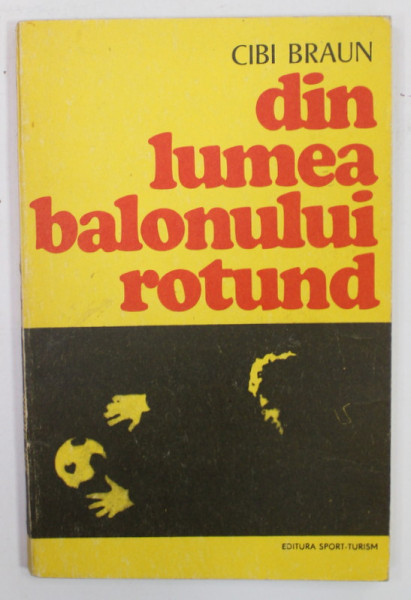 CIBI BRAUN
din
lumea
balonului
rotund
EDITURA SPORT-TURISM